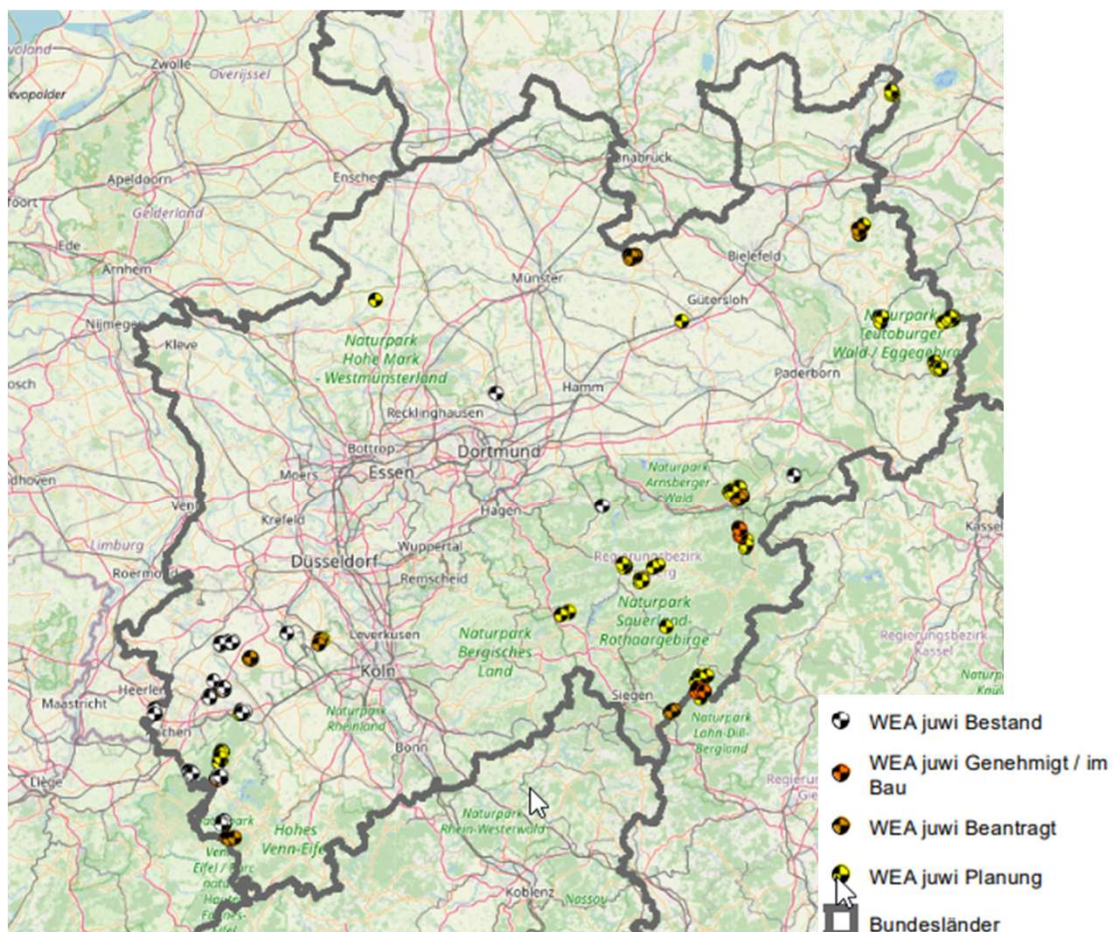 Zwolle
Overijssel
evopolder
Apeldoorn
Enschede
Gelderland
Ede
Arnhem
Nijmegen
Kleve
Münster
Bielefeld
Gütersloh
Naturpark
Teutoburger
Wald / Eggegebirge
Naturpark
Hohe Mark
- Westmünsterland
Paderborn
Hamm
Recklinghausen
Bottrop
Dortmund
Essen
Moers
Naturpark
Arnsberger
Wald
Hagen
Krefeld
Kassel
Limburg
Wuppertal
Düsseldorf
Remscheid
Roermond
Naturpark
Sauerland-
Rothaargebirge
Leverkusen
Naturpark
Bergisches
Land
Regierungsbezirk
Kassel
Köln
Heerlen
Maastricht
Siegen
Naturpark
Rheinland
Naturpark
Lahn-Dill-
Bergland
Bonn
Liège
Naturpark
Rhein-Westerwald
Hohes
Venn-Eifel
Koblenz
Nassau
WEA juwi Bestand
WEA juwi Genehmigt / im
Bau
WEA juwi Beantragt
WEA juwi Planung
Bundesländer